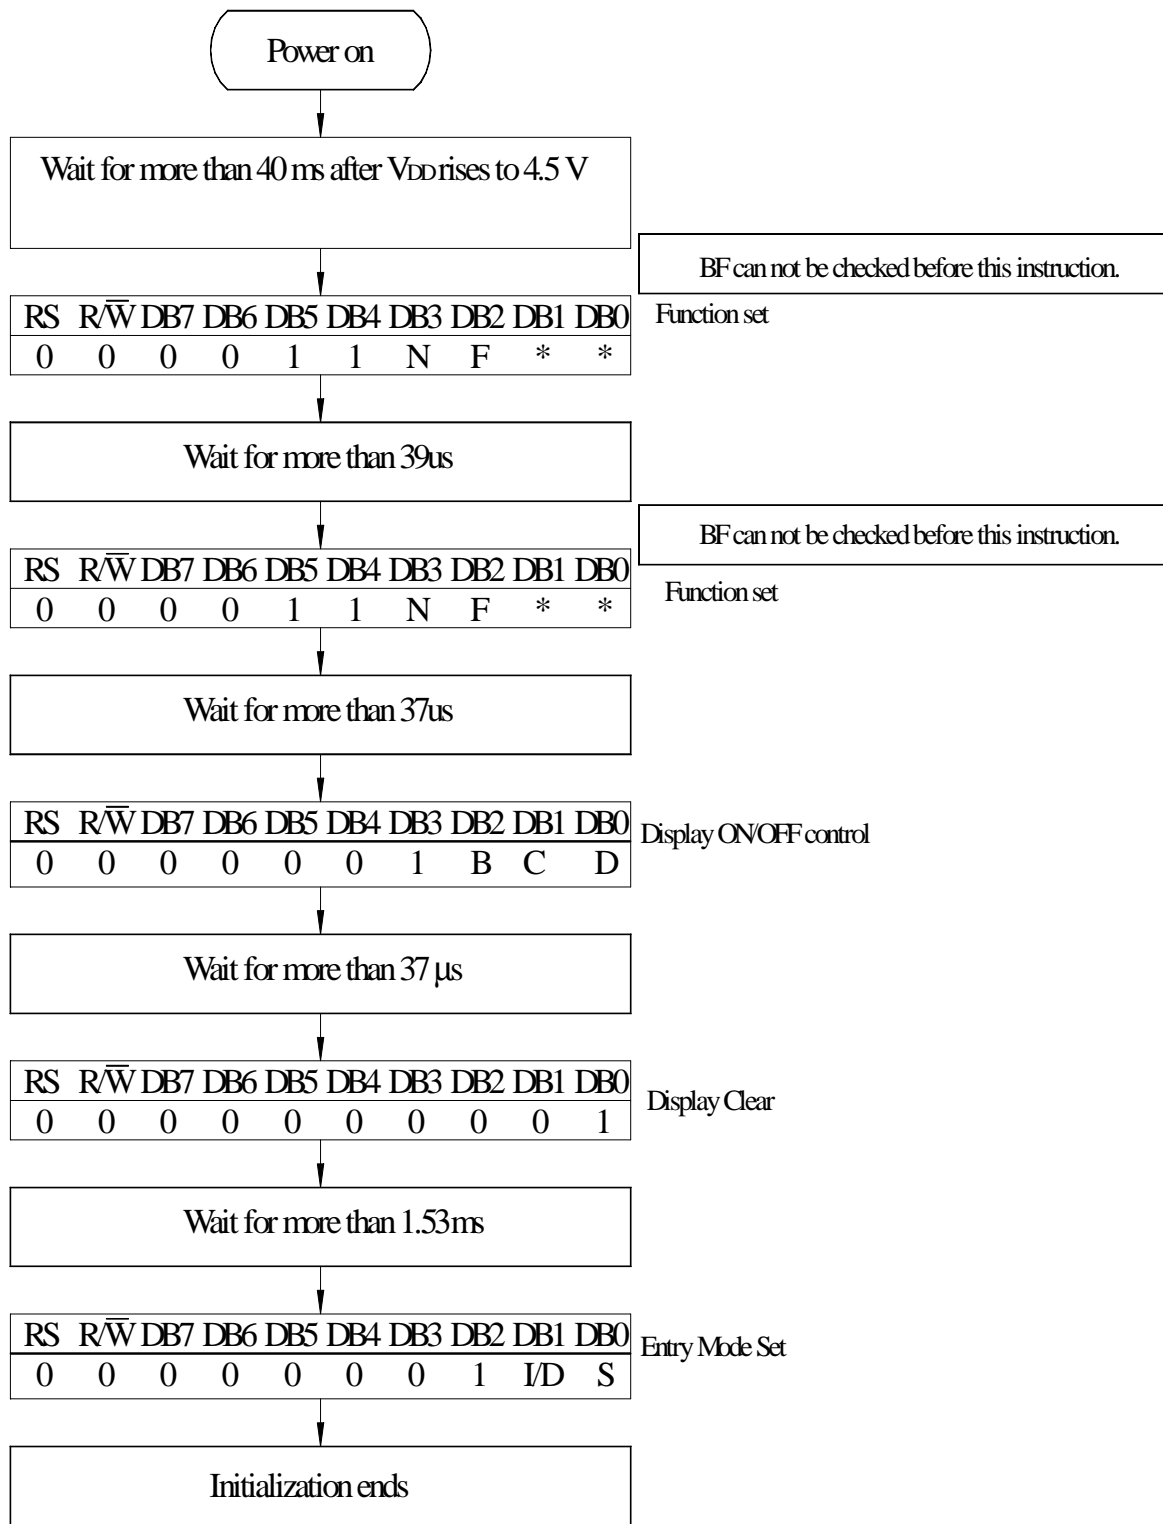 Power on
Wait for more than 40 ms after VDD rises to 4.5 V
BF can not be checked before this instruction.
RS R/W̅ DB7 DB6 DB5 DB4 DB3 DB2 DB1 DB0
Function set
0 0 0 0 1 1 N F * *
Wait for more than 39us
BF can not be checked before this instruction.
RS R/W̅ DB7 DB6 DB5 DB4 DB3 DB2 DB1 DB0
Function set
0 0 0 0 1 1 N F * *
Wait for more than 37us
RS R/W̅ DB7 DB6 DB5 DB4 DB3 DB2 DB1 DB0
Display ON/OFF control
0 0 0 0 0 0 1 B C D
Wait for more than 37 μs
RS R/W̅ DB7 DB6 DB5 DB4 DB3 DB2 DB1 DB0
Display Clear
0 0 0 0 0 0 0 0 0 1
Wait for more than 1.53ms
RS R/W̅ DB7 DB6 DB5 DB4 DB3 DB2 DB1 DB0
Entry Mode Set
0 0 0 0 0 0 0 1 I/D S
Initialization ends